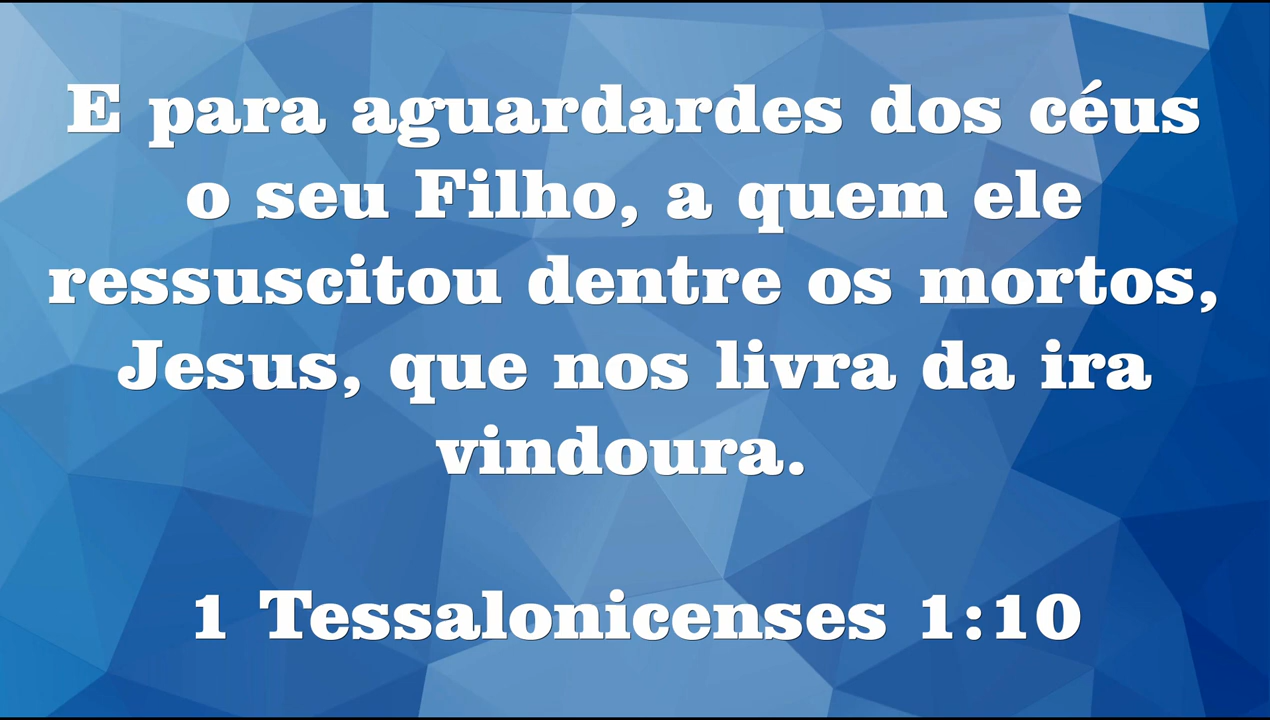 E para aguardardes dos céus
o seu Filho, a quem ele
ressuscitou dentre os mortos,
Jesus, que nos livra da ira
vindoura.
1 Tessalonicenses 1:10